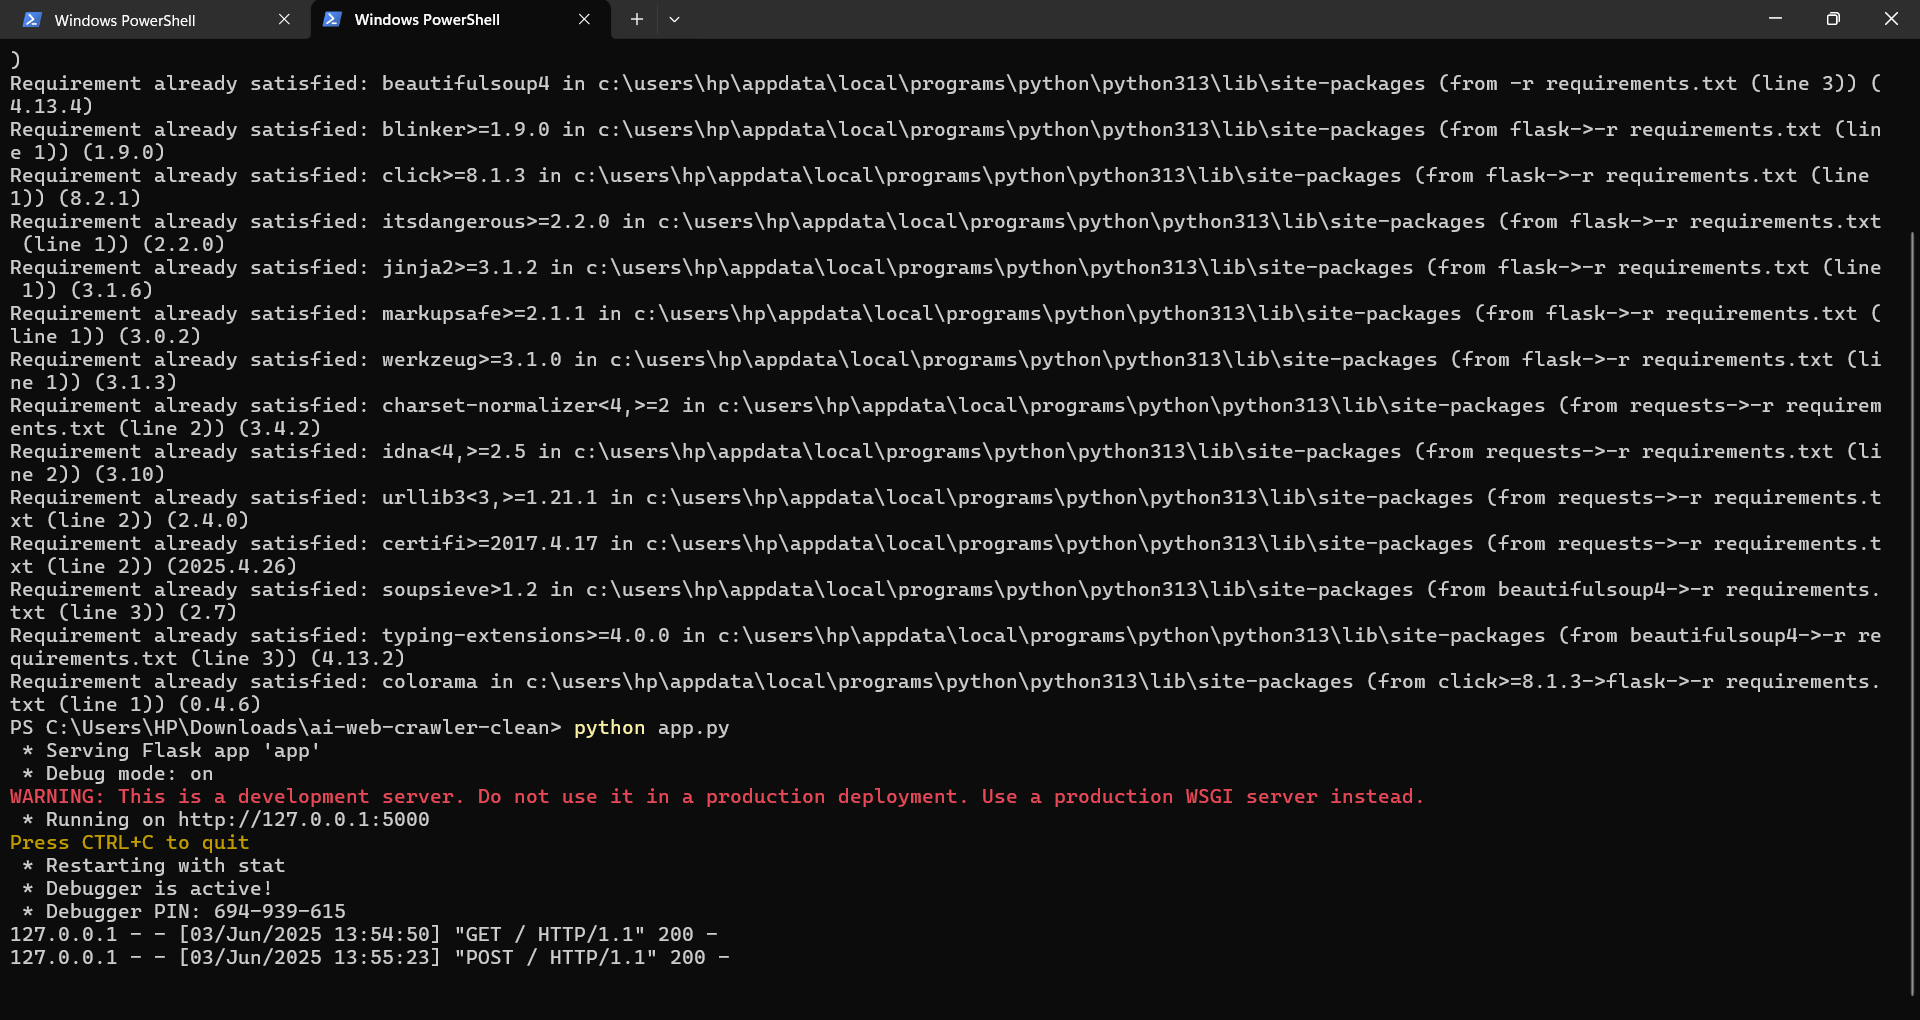 Windows PowerShell
Windows PowerShell
)
Requirement already satisfied: beautifulsoup4 in c:\users\hp\appdata\local\programs\python\python313\lib\site-packages (from -r requirements.txt (line 3)) (
4.13.4)
Requirement already satisfied: blinker>=1.9.0 in c:\users\hp\appdata\local\programs\python\python313\lib\site-packages (from flask->-r requirements.txt (lin
e 1)) (1.9.0)
Requirement already satisfied: click>=8.1.3 in c:\users\hp\appdata\local\programs\python\python313\lib\site-packages (from flask->-r requirements.txt (line
1)) (8.2.1)
Requirement already satisfied: itsdangerous>=2.2.0 in c:\users\hp\appdata\local\programs\python\python313\lib\site-packages (from flask->-r requirements.txt
 (line 1)) (2.2.0)
Requirement already satisfied: jinja2>=3.1.2 in c:\users\hp\appdata\local\programs\python\python313\lib\site-packages (from flask->-r requirements.txt (line
 1)) (3.1.6)
Requirement already satisfied: markupsafe>=2.1.1 in c:\users\hp\appdata\local\programs\python\python313\lib\site-packages (from flask->-r requirements.txt (
line 1)) (3.0.2)
Requirement already satisfied: werkzeug>=3.1.0 in c:\users\hp\appdata\local\programs\python\python313\lib\site-packages (from flask->-r requirements.txt (li
ne 1)) (3.1.3)
Requirement already satisfied: charset-normalizer<4,>=2 in c:\users\hp\appdata\local\programs\python\python313\lib\site-packages (from requests->-r requirem
ents.txt (line 2)) (3.4.2)
Requirement already satisfied: idna<4,>=2.5 in c:\users\hp\appdata\local\programs\python\python313\lib\site-packages (from requests->-r requirements.txt (li
ne 2)) (3.10)
Requirement already satisfied: urllib3<3,>=1.21.1 in c:\users\hp\appdata\local\programs\python\python313\lib\site-packages (from requests->-r requirements.t
xt (line 2)) (2.4.0)
Requirement already satisfied: certifi>=2017.4.17 in c:\users\hp\appdata\local\programs\python\python313\lib\site-packages (from requests->-r requirements.t
xt (line 2)) (2025.4.26)
Requirement already satisfied: soupsieve>1.2 in c:\users\hp\appdata\local\programs\python\python313\lib\site-packages (from beautifulsoup4->-r requirements.
txt (line 3)) (2.7)
Requirement already satisfied: typing-extensions>=4.0.0 in c:\users\hp\appdata\local\programs\python\python313\lib\site-packages (from beautifulsoup4->-r re
quirements.txt (line 3)) (4.13.2)
Requirement already satisfied: colorama in c:\users\hp\appdata\local\programs\python\python313\lib\site-packages (from click>=8.1.3->flask->-r requirements.
txt (line 1)) (0.4.6)
PS C:\Users\HP\Downloads\ai-web-crawler-clean> python app.py
 * Serving Flask app 'app'
 * Debug mode: on
WARNING: This is a development server. Do not use it in a production deployment. Use a production WSGI server instead.
 * Running on http://127.0.0.1:5000
Press CTRL+C to quit
 * Restarting with stat
 * Debugger is active!
 * Debugger PIN: 694-939-615
127.0.0.1 - - [03/Jun/2025 13:54:50] "GET / HTTP/1.1" 200 -
127.0.0.1 - - [03/Jun/2025 13:55:23] "POST / HTTP/1.1" 200 -